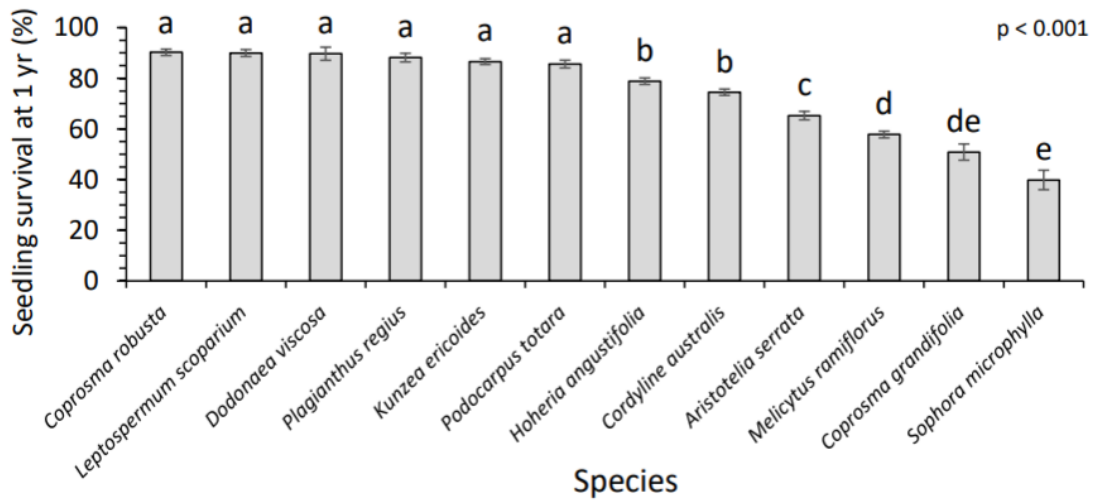 Seedling survival at 1 yr (%)
100
80
60
40
20
0
a
a
a
a
a
a
b
b
c
d
de
e
p < 0.001
Coprosma robusta
Leptospermum scoparium
Dodonaea viscosa
Plagianthus regius
Kunzea ericoides
Podocarpus totara
Hoheria angustifolia
Cordyline australis
Aristotelia serrata
Melicytus ramiflorus
Coprosma grandifolia
Sophora microphylla
Species